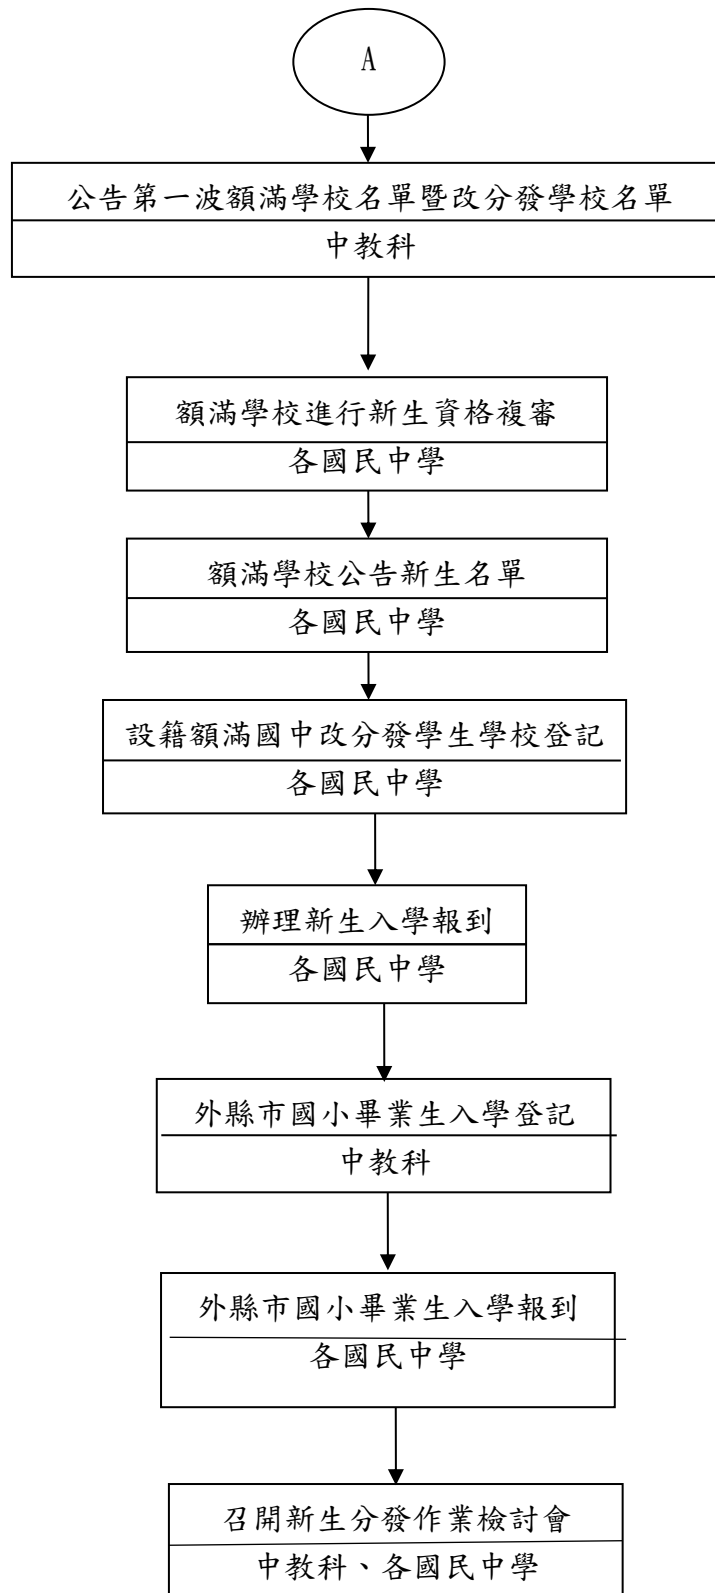 A
公告第一波額滿學校名單暨改分發學校名單
中教科
額滿學校進行新生資格複審
各國民中學
額滿學校公告新生名單
各國民中學
設籍額滿國中改分發學生學校登記
各國民中學
辦理新生入學報到
各國民中學
外縣市國小畢業生入學登記
中教科
外縣市國小畢業生入學報到
各國民中學
召開新生分發作業檢討會
中教科、各國民中學